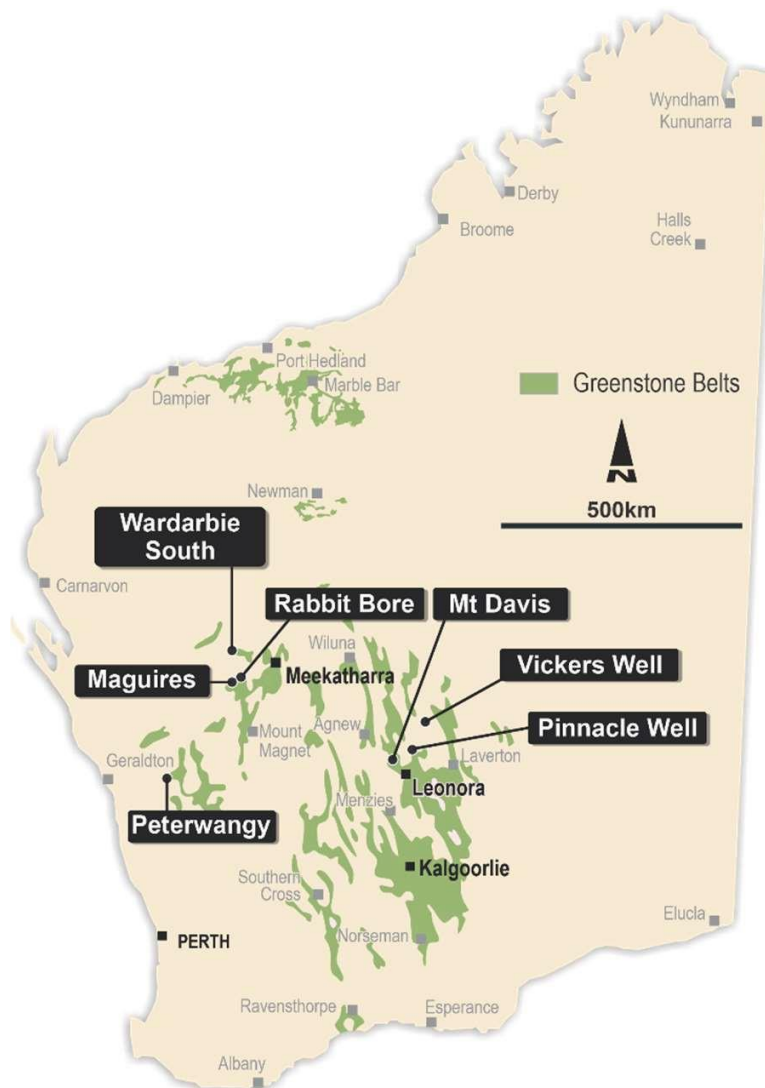 Wyndham
Kununarra
Derby
Broome
Halls
Creek
Port Hedland
Dampier
Marble Bar
Greenstone Belts
N
500km
Newman
Wardarbie
South
Carnarvon
Rabbit Bore
Mt Davis
Wiluna
Maguires
Meekatharra
Vickers Well
Mount
Magnet
Agnew
Pinnacle Well
Geraldton
Laverton
Leonora
Menzies
Peterwangy
Kalgoorlie
Southern
Cross
Elucla
PERTH
Norseman
Ravensthorpe
Esperance
Albany